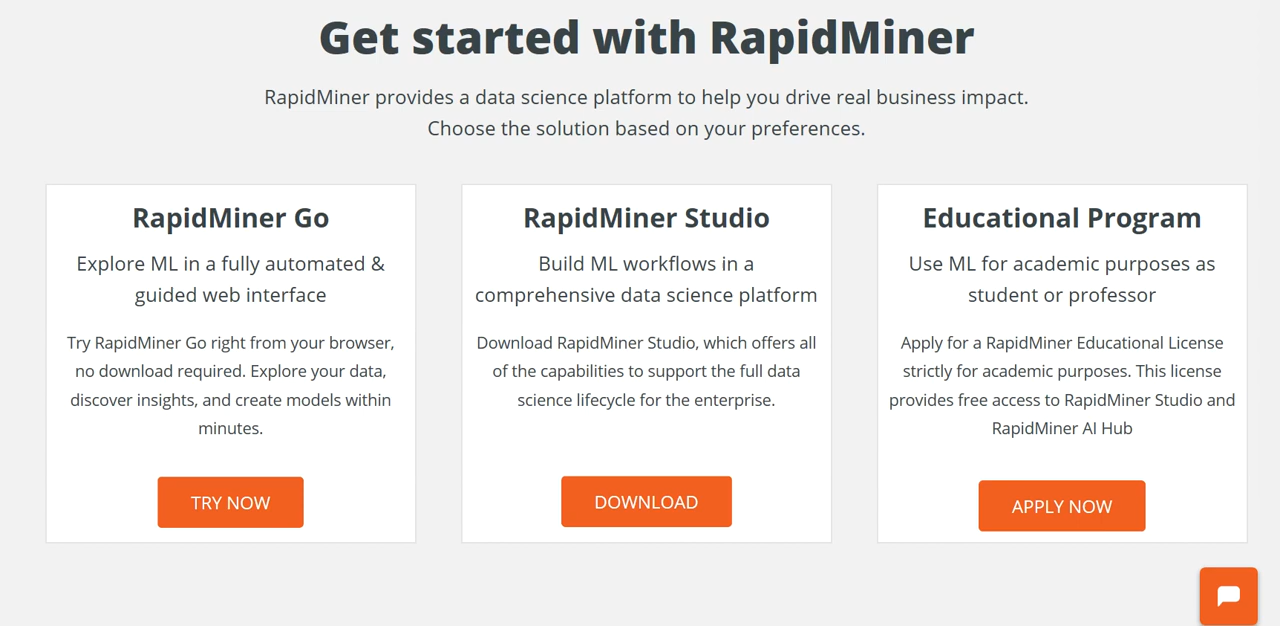 Get started with RapidMiner
RapidMiner provides a data science platform to help you drive real business impact.
Choose the solution based on your preferences.
RapidMiner Go
Explore ML in a fully automated &
guided web interface
Try RapidMiner Go right from your browser,
no download required. Explore your data,
discover insights, and create models within
minutes.
TRY NOW
RapidMiner Studio
Build ML workflows in a
comprehensive data science platform
Download RapidMiner Studio, which offers all
of the capabilities to support the full data
science lifecycle for the enterprise.
DOWNLOAD
Educational Program
Use ML for academic purposes as
student or professor
Apply for a RapidMiner Educational License
strictly for academic purposes. This license
provides free access to RapidMiner Studio and
RapidMiner AI Hub
APPLY NOW